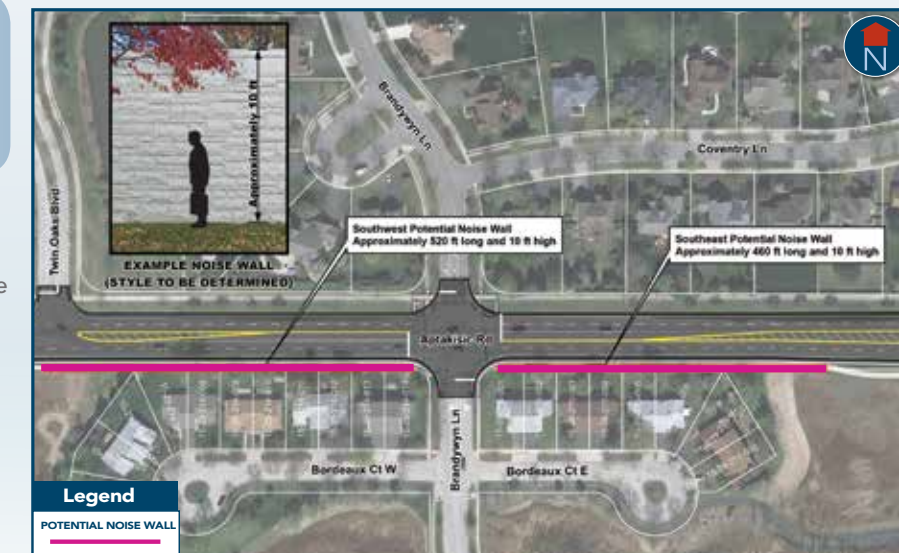 N
Approximately 10 ft
EXAMPLE NOISE WALL
(STYLE TO BE DETERMINED)
Twin Oaks Blvd
Brandywyn Ln
Coventry Ln
Southwest Potential Noise Wall
Approximately 520 ft long and 10 ft high
Southeast Potential Noise Wall
Approximately 460 ft long and 10 ft high
e
Aptakisic Rd
Bordeaux Ct W
Brandywyn Ln
Bordeaux Ct E
Legend
POTENTIAL NOISE WALL